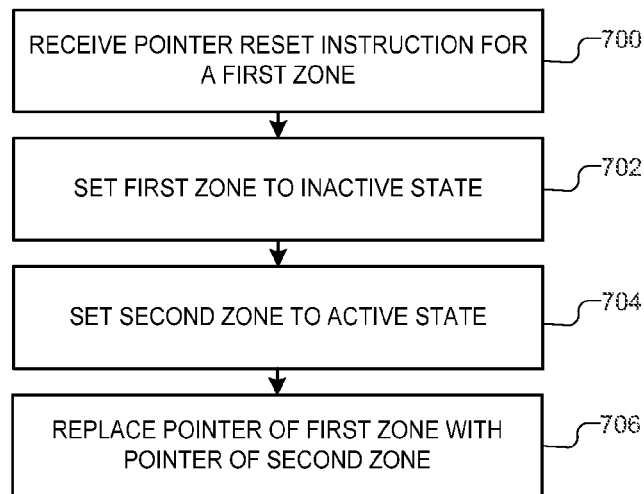 RECEIVE POINTER RESET INSTRUCTION FOR
A FIRST ZONE
700
SET FIRST ZONE TO INACTIVE STATE
702
SET SECOND ZONE TO ACTIVE STATE
704
REPLACE POINTER OF FIRST ZONE WITH
POINTER OF SECOND ZONE
706